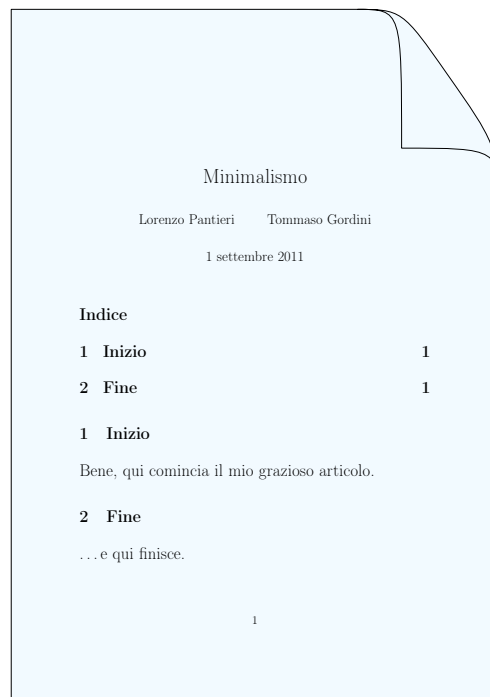 Minimalismo
Lorenzo Pantieri Tommaso Gordini
1 settembre 2011
Indice
1 Inizio 1
2 Fine 1
1 Inizio
Bene, qui comincia il mio grazioso articolo.
2 Fine
...e qui finisce.
1